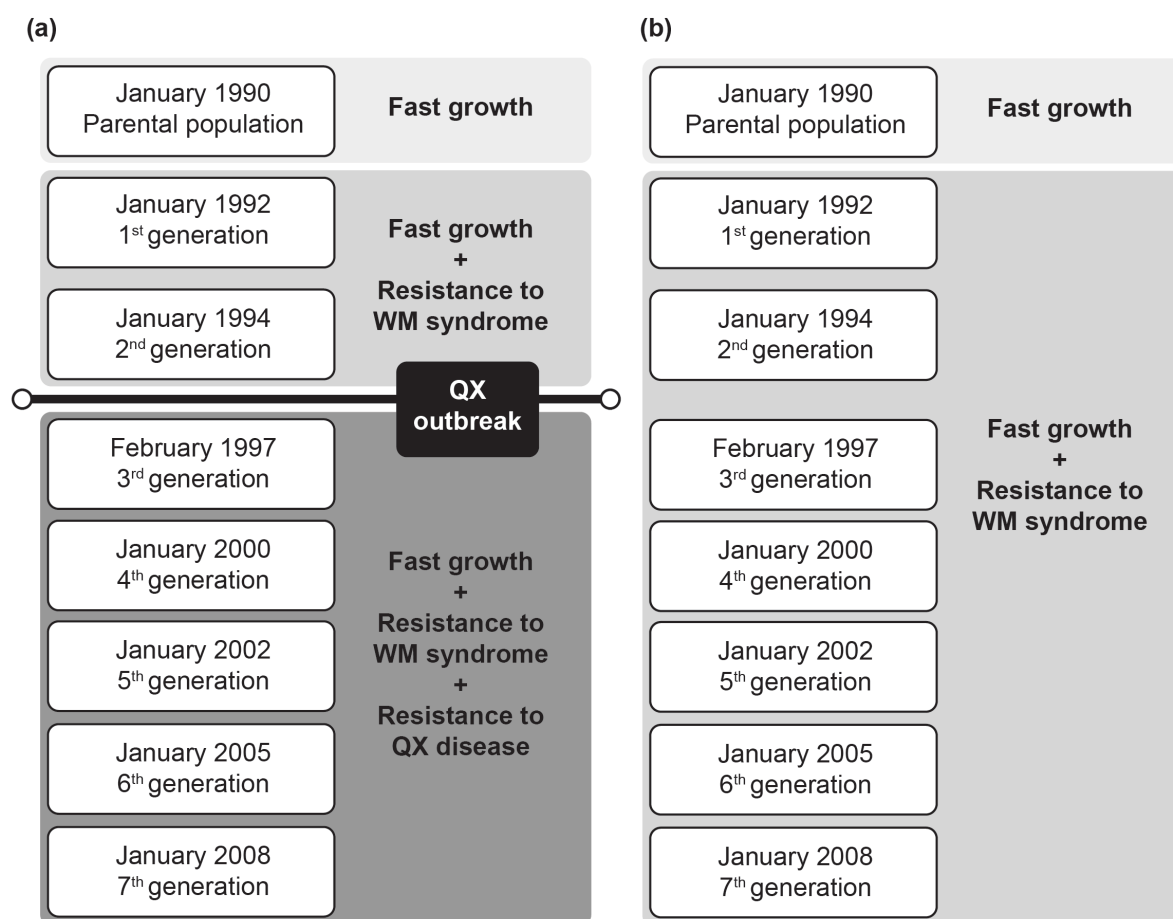 (a)
January 1990
Parental population
Fast growth
January 1992
1st generation
January 1994
2nd generation
Fast growth
+
Resistance to
WM syndrome
QX
outbreak
February 1997
3rd generation
January 2000
4th generation
January 2002
5th generation
January 2005
6th generation
January 2008
7th generation
Fast growth
+
Resistance to
WM syndrome
+
Resistance to
QX disease
(b)
January 1990
Parental population
Fast growth
January 1992
1st generation
January 1994
2nd generation
February 1997
3rd generation
January 2000
4th generation
January 2002
5th generation
January 2005
6th generation
January 2008
7th generation
Fast growth
+
Resistance to
WM syndrome